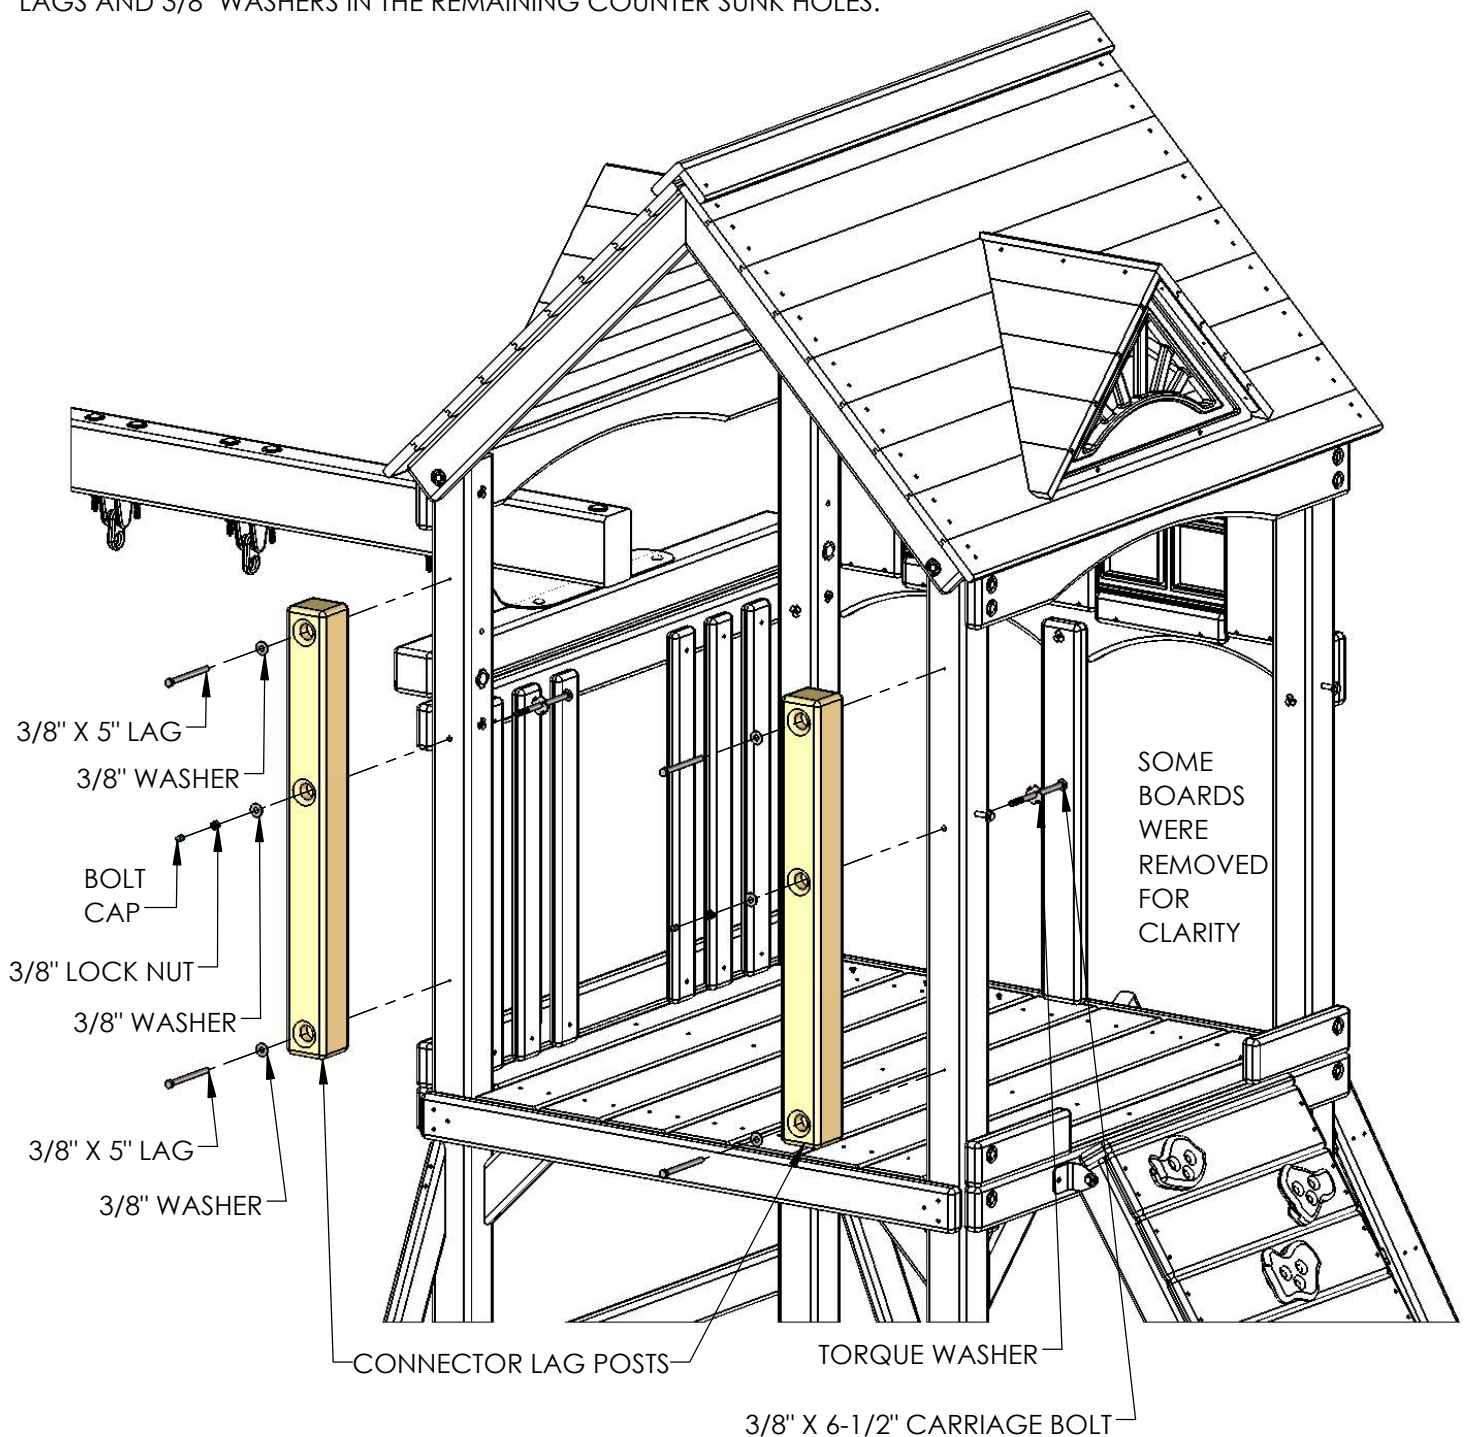 LAGS AND 3/8" WASHERS IN THE REMAINING COUNTER SUNK HOLES.
3/8" X 5" LAG
3/8" WASHER
BOLT
CAP
3/8" LOCK NUT
3/8" WASHER
3/8" X 5" LAG
3/8" WASHER
SOME
BOARDS
WERE
REMOVED
FOR
CLARITY
CONNECTOR LAG POSTS
TORQUE WASHER
3/8" X 6-1/2" CARRIAGE BOLT